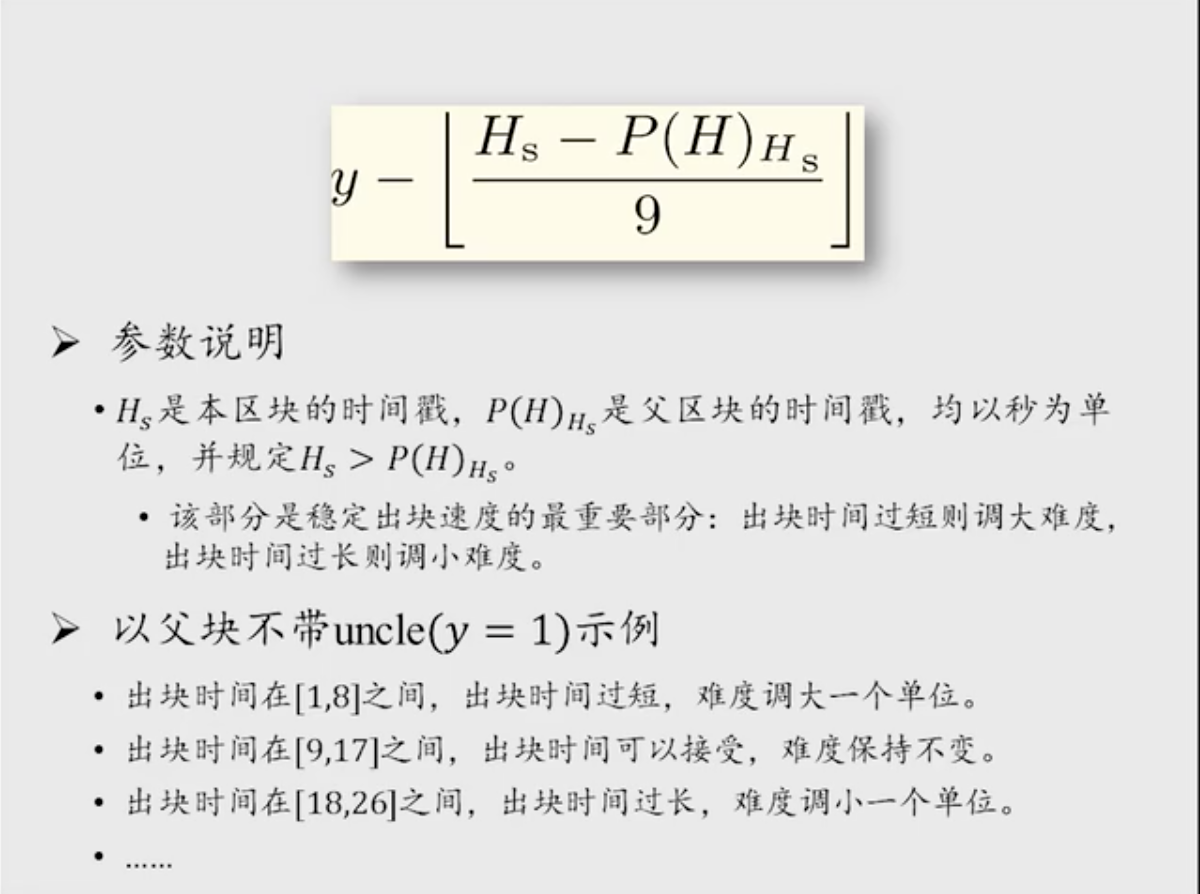 y − ⌊(H_s − P(H)_{H_s}) / 9⌋
➢ 参数说明
• H_s是本区块的时间戳，P(H)_{H_s}是父区块的时间戳，均以秒为单
位，并规定H_s > P(H)_{H_s}。
• 该部分是稳定出块速度的最重要部分：出块时间过短则调大难度，
出块时间过长则调小难度。
➢ 以父块不带uncle(y = 1)示例
• 出块时间在[1,8]之间，出块时间过短，难度调大一个单位。
• 出块时间在[9,17]之间，出块时间可以接受，难度保持不变。
• 出块时间在[18,26]之间，出块时间过长，难度调小一个单位。
• ……